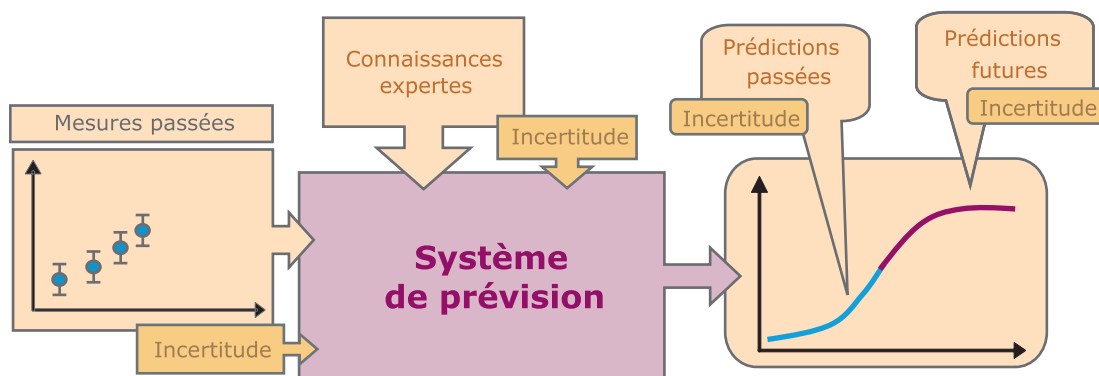 Mesures passées
Incertitude
Connaissances
expertes
Incertitude
Système
de prévision
Prédictions
passées
Incertitude
Prédictions
futures
Incertitude